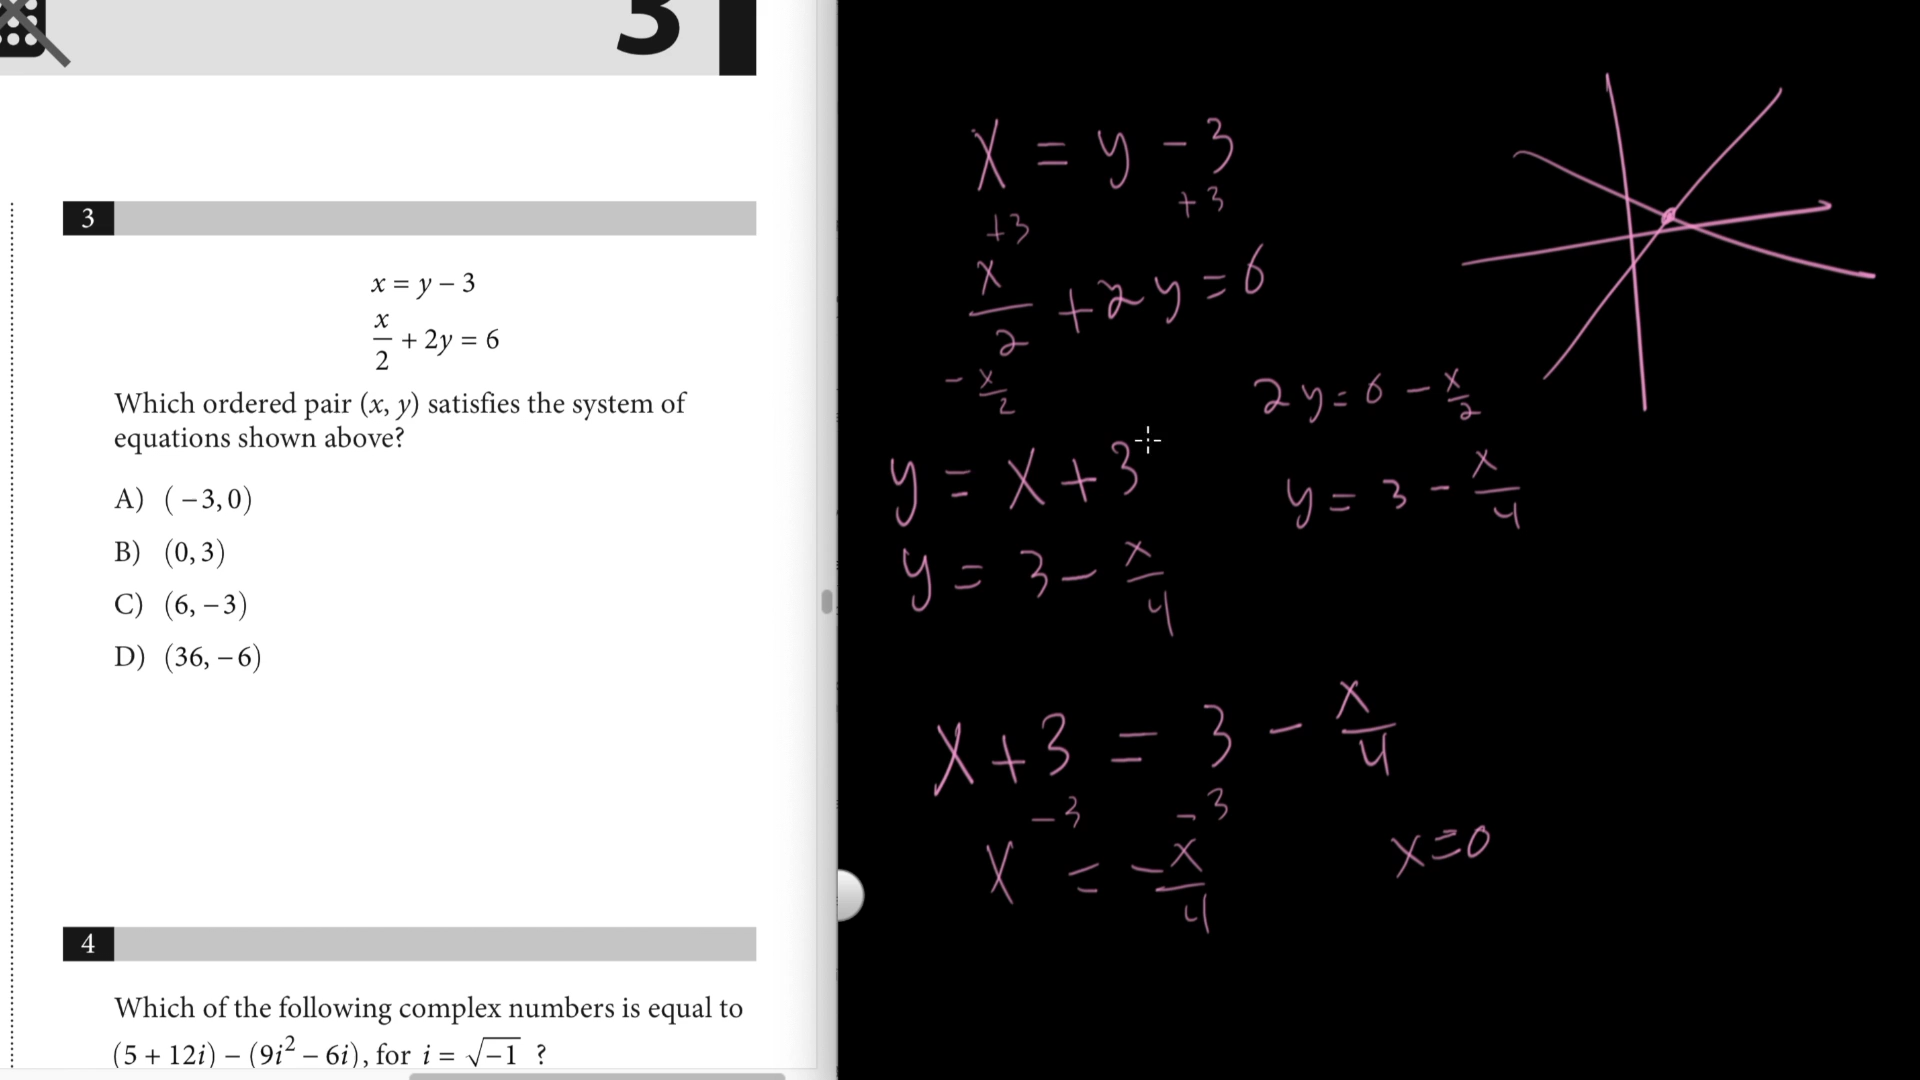 3
3
x = y – 3
x/2 + 2y = 6
Which ordered pair (x, y) satisfies the system of
equations shown above?
A) (–3, 0)
B) (0, 3)
C) (6, –3)
D) (36, –6)
4
Which of the following complex numbers is equal to
(5 + 12i) – (9i² – 6i), for i = √–1 ?
x = y - 3
+3 +3
x/2 + 2y = 6
- x/2
2y = 6 - x/2
y = x + 3
y = 3 - x/4
y = 3 - x/4
x + 3 = 3 - x/4
-3 -3
x = -x/4
x = 0